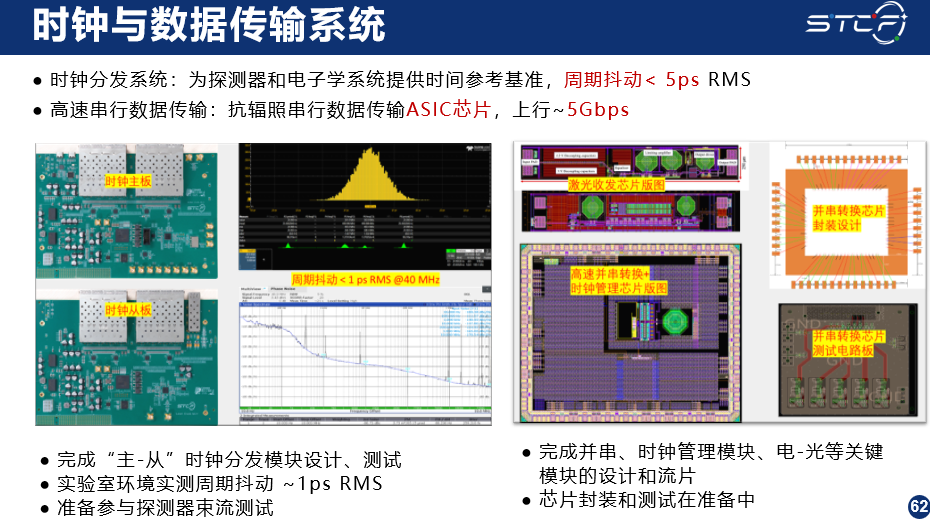 时钟与数据传输系统
STCF
● 时钟分发系统：为探测器和电子学系统提供时间参考基准，周期抖动< 5ps RMS
● 高速串行数据传输：抗辐照串行数据传输ASIC芯片，上行~5Gbps
时钟主板
周期抖动 < 1 ps RMS @40 MHz
时钟从板
激光收发芯片版图
高速并串转换+
时钟管理芯片版图
并串转换芯片
封装设计
并串转换芯片
测试电路板
● 完成“主-从”时钟分发模块设计、测试
● 实验室环境实测周期抖动 ~1ps RMS
● 准备参与探测器束流测试
● 完成并串、时钟管理模块、电-光等关键
模块的设计和流片
● 芯片封装和测试在准备中
62